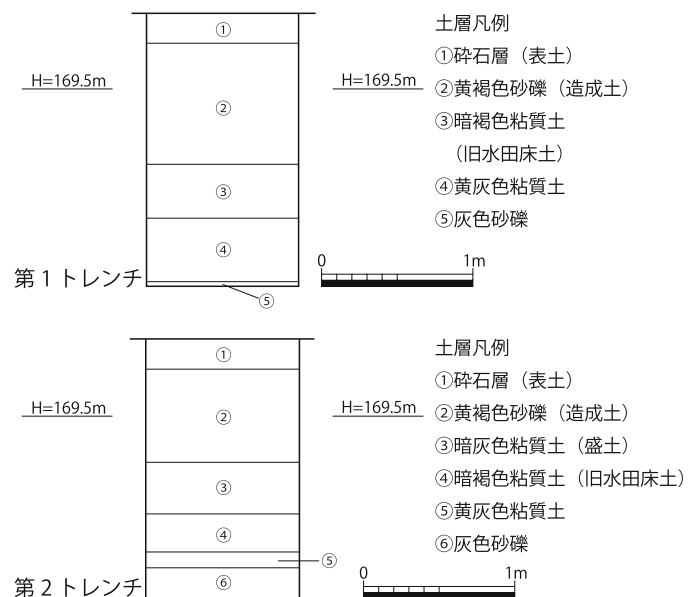 ①
H=169.5m
H=169.5m
②
③
④
⑤
第1トレンチ
0 1m
土層凡例
①砕石層（表土）
②黄褐色砂礫（造成土）
③暗褐色粘質土
（旧水田床土）
④黄灰色粘質土
⑤灰色砂礫
①
H=169.5m
H=169.5m
②
③
④
⑤
⑥
第2トレンチ
0 1m
土層凡例
①砕石層（表土）
②黄褐色砂礫（造成土）
③暗灰色粘質土（盛土）
④暗褐色粘質土（旧水田床土）
⑤黄灰色粘質土
⑥灰色砂礫